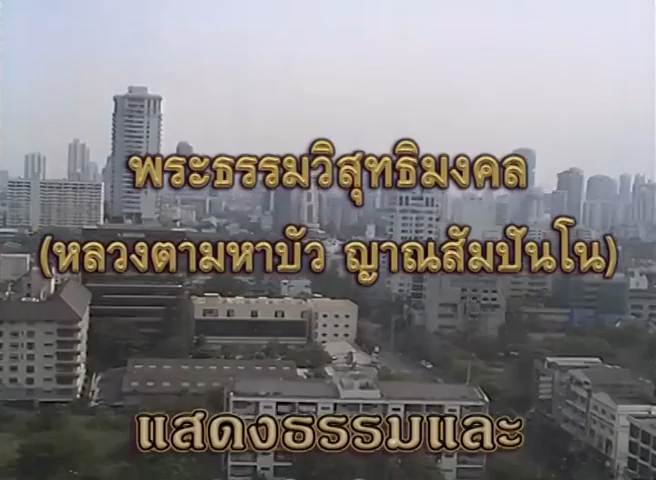 พระธรรมวิสุทธิมงคล
(หลวงตามหาบัว ญาณสัมปันโน)
แสดงธรรมและ